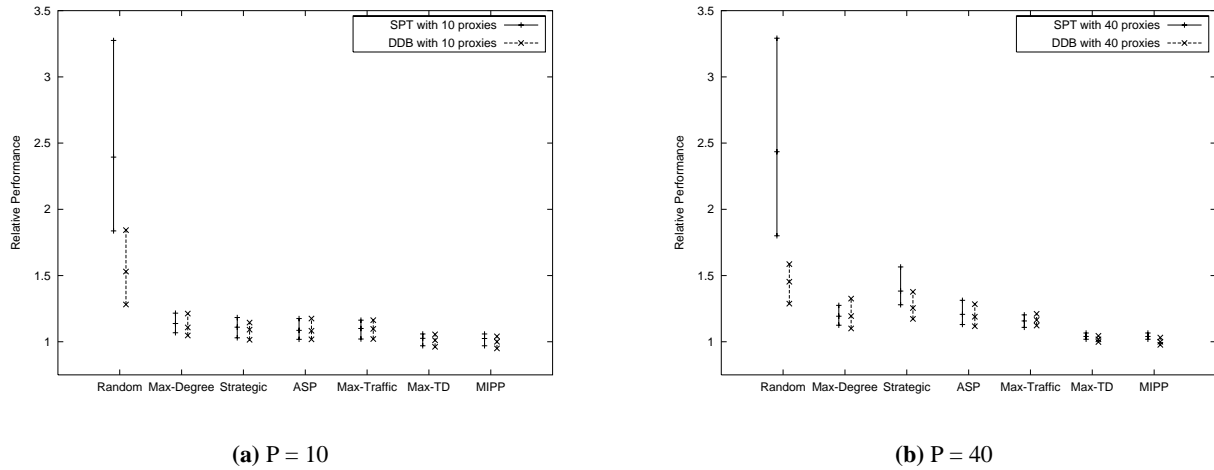 3.5
3
2.5
2
1.5
1
Relative Performance
SPT with 10 proxies
DDB with 10 proxies
Random Max-Degree Strategic ASP Max-Traffic Max-TD MIPP
(a) P = 10
3.5
3
2.5
2
1.5
1
Relative Performance
SPT with 40 proxies
DDB with 40 proxies
Random Max-Degree Strategic ASP Max-Traffic Max-TD MIPP
(b) P = 40